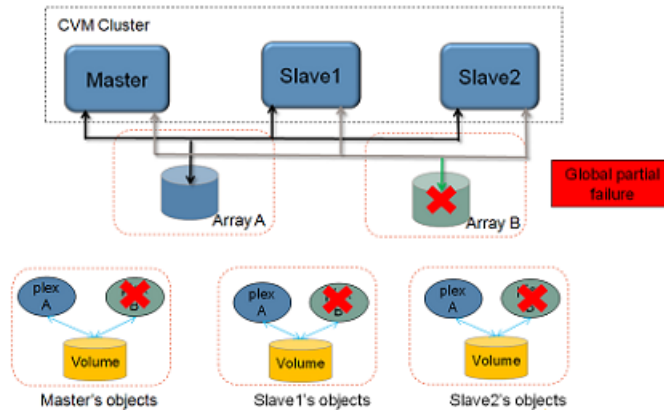 CVM Cluster
Master
Slave1
Slave2
Array A
Array B
Global partial
failure
plex
A
B
Volume
plex
A
B
Volume
plex
A
Volume
Master's objects
Slave1's objects
Slave2's objects